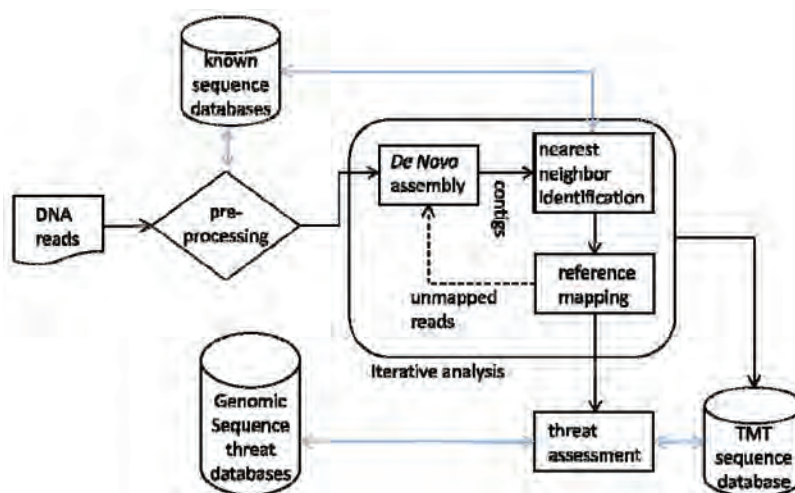 known
sequence
databases
DNA
reads
pre-
processing
De Novo
assembly
contigs
nearest
neighbor
identification
reference
mapping
unmapped
reads
Iterative analysis
Genomic
Sequence
threat
databases
threat
assessment
TMT
sequence
database